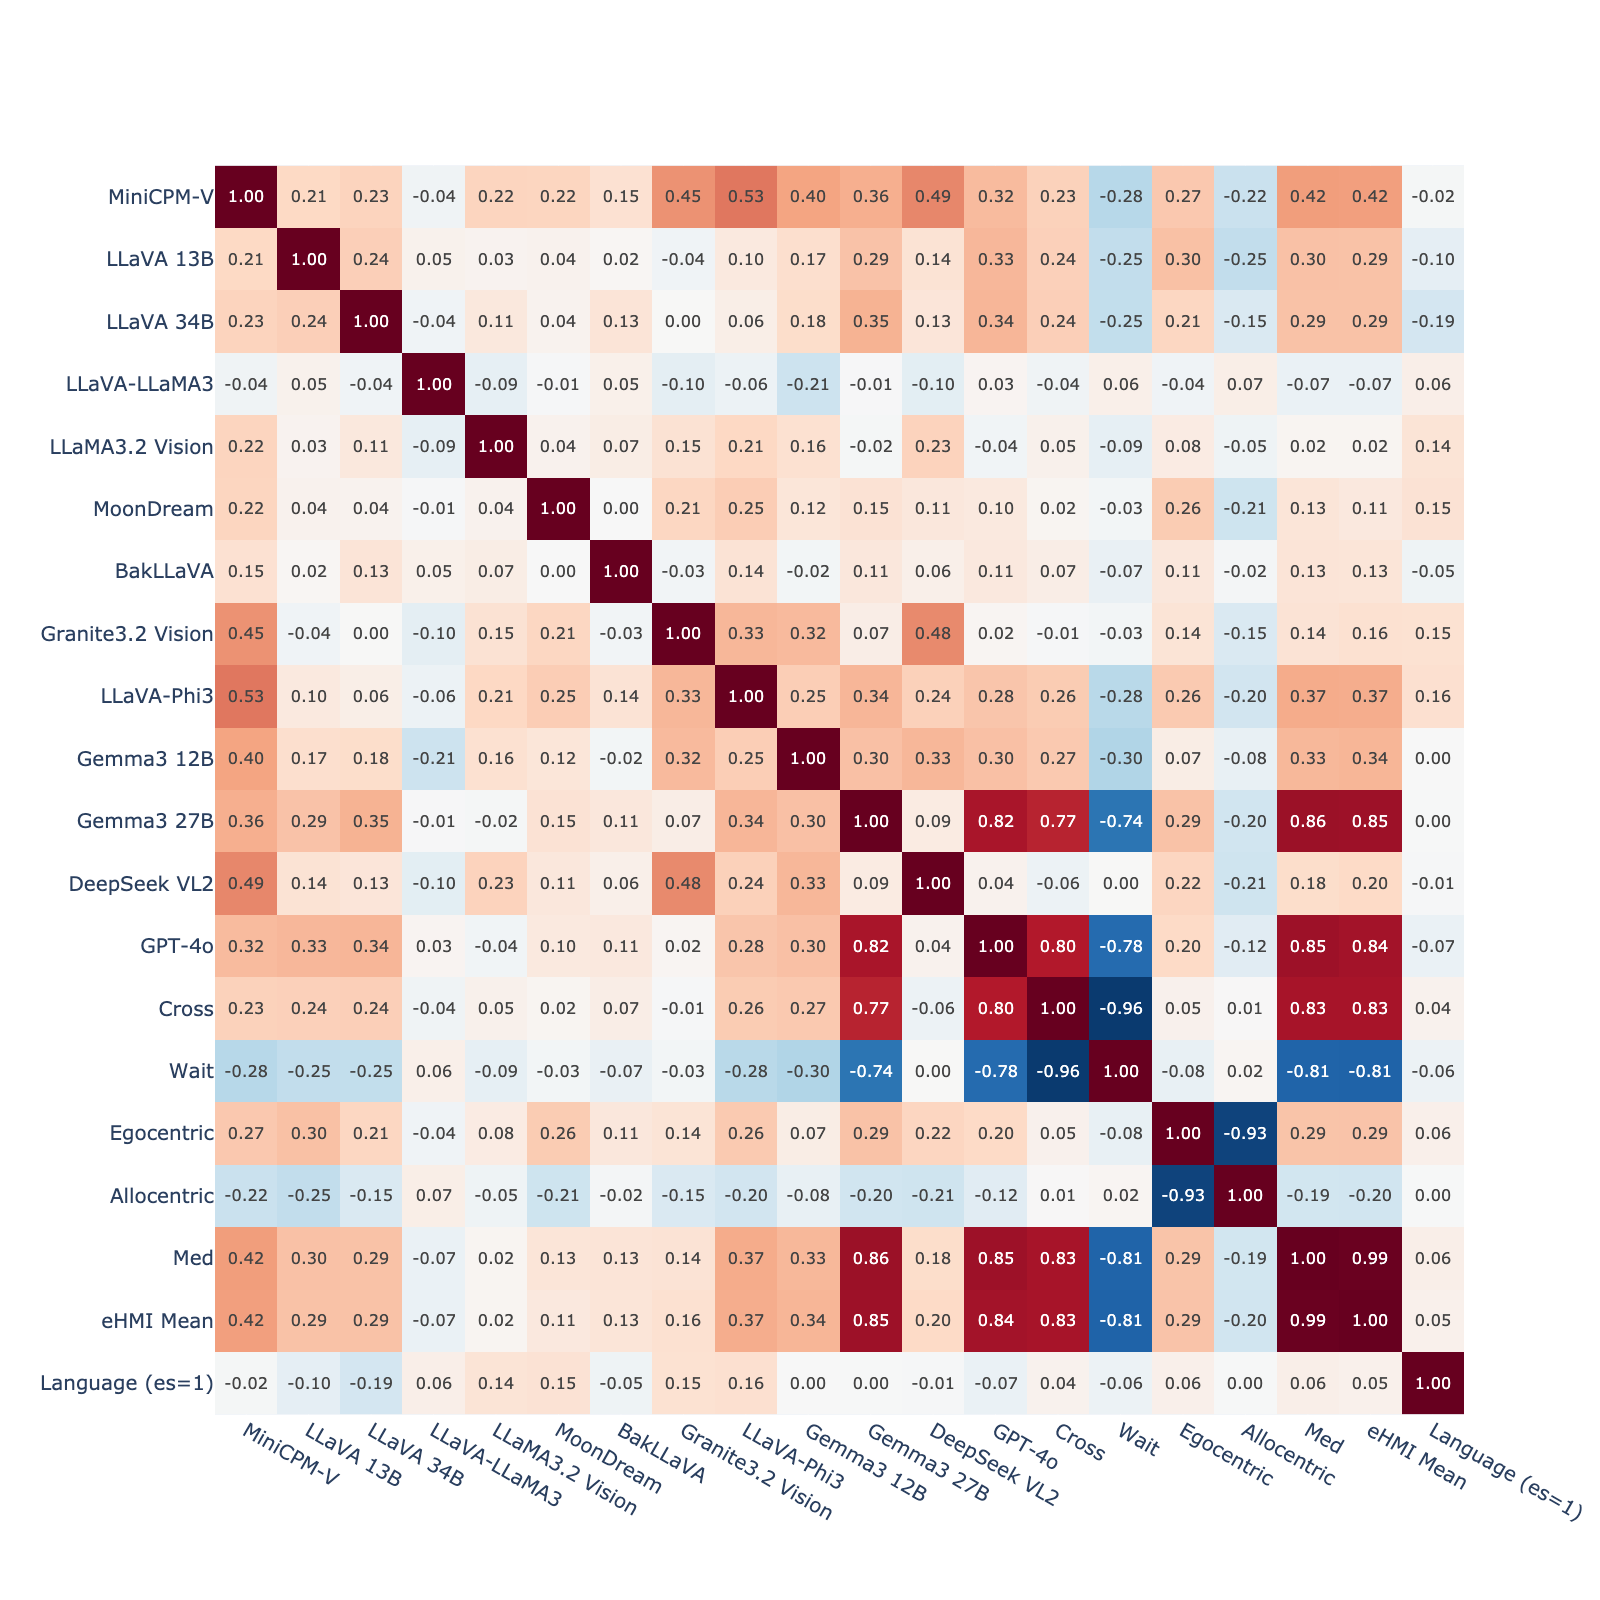 MiniCPM-V 1.00 0.21 0.23 -0.04 0.22 0.22 0.15 0.45 0.53 0.40 0.36 0.49 0.32 0.23 -0.28 0.27 -0.22 0.42 0.42 -0.02
LLaVA 13B 0.21 1.00 0.24 0.05 0.03 0.04 0.02 -0.04 0.10 0.17 0.29 0.14 0.33 0.24 -0.25 0.30 -0.25 0.30 0.29 -0.10
LLaVA 34B 0.23 0.24 1.00 -0.04 0.11 0.04 0.13 0.00 0.06 0.18 0.35 0.13 0.34 0.24 -0.25 0.21 -0.15 0.29 0.29 -0.19
LLaVA-LLaMA3 -0.04 0.05 -0.04 1.00 -0.09 -0.01 0.05 -0.10 -0.06 -0.21 -0.01 -0.10 0.03 -0.04 0.06 -0.04 0.07 -0.07 -0.07 0.06
LLaMA3.2 Vision 0.22 0.03 0.11 -0.09 1.00 0.04 0.07 0.15 0.21 0.16 -0.02 0.23 -0.04 0.05 -0.09 0.08 -0.05 0.02 0.02 0.14
MoonDream 0.22 0.04 0.04 -0.01 0.04 1.00 0.00 0.21 0.25 0.12 0.15 0.11 0.10 0.02 -0.03 0.26 -0.21 0.13 0.11 0.15
BakLLaVA 0.15 0.02 0.13 0.05 0.07 0.00 1.00 -0.03 0.14 -0.02 0.11 0.06 0.11 0.07 -0.07 0.11 -0.02 0.13 0.13 -0.05
Granite3.2 Vision 0.45 -0.04 0.00 -0.10 0.15 0.21 -0.03 1.00 0.33 0.32 0.07 0.48 0.02 -0.01 -0.03 0.14 -0.15 0.14 0.16 0.15
LLaVA-Phi3 0.53 0.10 0.06 -0.06 0.21 0.25 0.14 0.33 1.00 0.25 0.34 0.24 0.28 0.26 -0.28 0.26 -0.20 0.37 0.37 0.16
Gemma3 12B 0.40 0.17 0.18 -0.21 0.16 0.12 -0.02 0.32 0.25 1.00 0.30 0.33 0.30 0.27 -0.30 0.07 -0.08 0.33 0.34 0.00
Gemma3 27B 0.36 0.29 0.35 -0.01 -0.02 0.15 0.11 0.07 0.34 0.30 1.00 0.09 0.82 0.77 -0.74 0.29 -0.20 0.86 0.85 0.00
DeepSeek VL2 0.49 0.14 0.13 -0.10 0.23 0.11 0.06 0.48 0.24 0.33 0.09 1.00 0.04 -0.06 0.00 0.22 -0.21 0.18 0.20 -0.01
GPT-4o 0.32 0.33 0.34 0.03 -0.04 0.10 0.11 0.02 0.28 0.30 0.82 0.04 1.00 0.80 -0.78 0.20 -0.12 0.85 0.84 -0.07
Cross 0.23 0.24 0.24 -0.04 0.05 0.02 0.07 -0.01 0.26 0.27 0.77 -0.06 0.80 1.00 -0.96 0.05 0.01 0.83 0.83 0.04
Wait -0.28 -0.25 -0.25 0.06 -0.09 -0.03 -0.07 -0.03 -0.28 -0.30 -0.74 0.00 -0.78 -0.96 1.00 -0.08 0.02 -0.81 -0.81 -0.06
Egocentric 0.27 0.30 0.21 -0.04 0.08 0.26 0.11 0.14 0.26 0.07 0.29 0.22 0.20 0.05 -0.08 1.00 -0.93 0.29 0.29 0.06
Allocentric -0.22 -0.25 -0.15 0.07 -0.05 -0.21 -0.02 -0.15 -0.20 -0.08 -0.20 -0.21 -0.12 0.01 0.02 -0.93 1.00 -0.19 -0.20 0.00
Med 0.42 0.30 0.29 -0.07 0.02 0.13 0.13 0.14 0.37 0.33 0.86 0.18 0.85 0.83 -0.81 0.29 -0.19 1.00 0.99 0.06
eHMI Mean 0.42 0.29 0.29 -0.07 0.02 0.11 0.13 0.16 0.37 0.34 0.85 0.20 0.84 0.83 -0.81 0.29 -0.20 0.99 1.00 0.05
Language (es=1) -0.02 -0.10 -0.19 0.06 0.14 0.15 -0.05 0.15 0.16 0.00 0.00 -0.01 -0.07 0.04 -0.06 0.06 0.00 0.06 0.05 1.00
MiniCPM-V
LLaVA 13B
LLaVA 34B
LLaVA-LLaMA3
LLaMA3.2 Vision
MoonDream
BakLLaVA
Granite3.2 Vision
LLaVA-Phi3
Gemma3 12B
Gemma3 27B
DeepSeek VL2
GPT-4o
Cross
Wait
Egocentric
Allocentric
Med
eHMI Mean
Language (es=1)